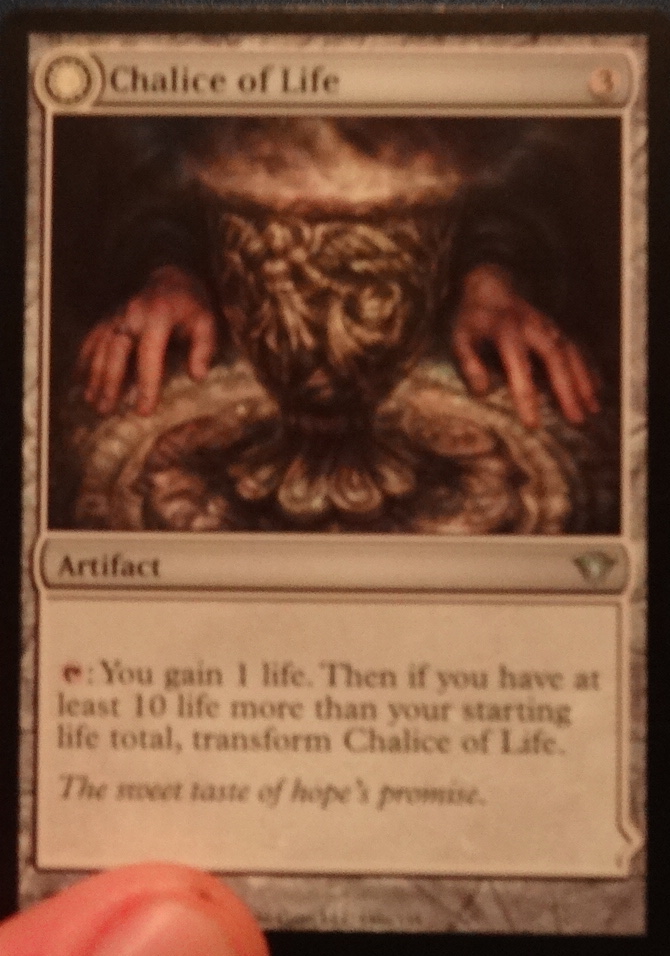 Chalice of Life 3
Artifact
:You gain 1 life. Then if you have at
least 10 life more than your starting
life total, transform Chalice of Life.
The sweet taste of hope's promise.